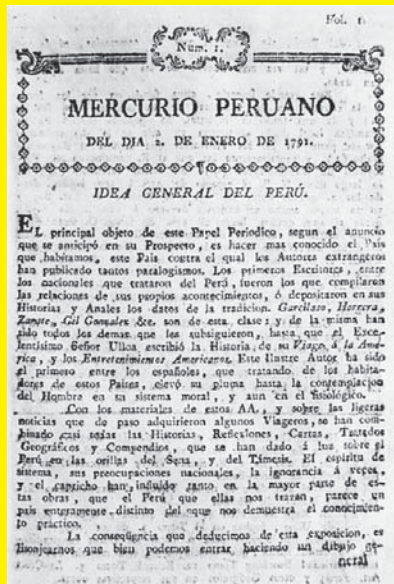 Fol. 1.
Num. 1.
MERCURIO PERUANO
DEL DIA 2. DE ENERO DE 1791.
IDEA GENERAL DEL PERÚ.
EL principal objeto de este Papel Periodico, segun el anuncio
que se anticipó en su Prospecto, es hacer mas conocido el Pais
que habitamos, este Pais contra el qual los Autores extrangeros
han publicado tantos paralogismos. Los primeros Escritores, entre
los nacionales que trataron del Perú, fueron los que compilaron
las relaciones de sus propios acontecimientos, ó depositaron en sus
Historias y Anales los datos de la tradicion. Garcilaso, Herrera,
Zarate, Gil Gonzales &c. son de esta clase; y de la misma han
sido todos los demas que les subsiguieron, hasta que el Exce-
lentisimo Señor Ulloa escribió la Historia de su Viage á la Amé-
rica, y los Entretenimientos Americanos. Este Ilustre Autor ha sido
el primero entre los españoles, que tratando de los habita-
dores de estos Paises, elevó su pluma hasta la contemplacion
del Hombre en su sistema moral, y aun en el fisiológico.
Con los materiales de estos AA., y sobre las ligeras
noticias que de paso adquirieron algunos Viageros, se han com-
binado casi todas las Historias, Reflexiones, Cartas, Tratados
Geográficos y Compendios, que se han dado á luz sobre el
Perú en las orillas del Sena, y del Támesis. El espiritu de
sistema, sus preocupaciones nacionales, la ignorancia á veces,
y el capricho han influido tanto en la mayor parte de es-
tas obras, que el Perú que ellas nos trazan, parece un
pais enteramente distinto del que nos demuestra el conocimien-
to práctico.
La conseqüencia que deducimos de esta exposicion, es
lisonjearnos que bien podemos entrar haciendo un dibujo ge-
neral